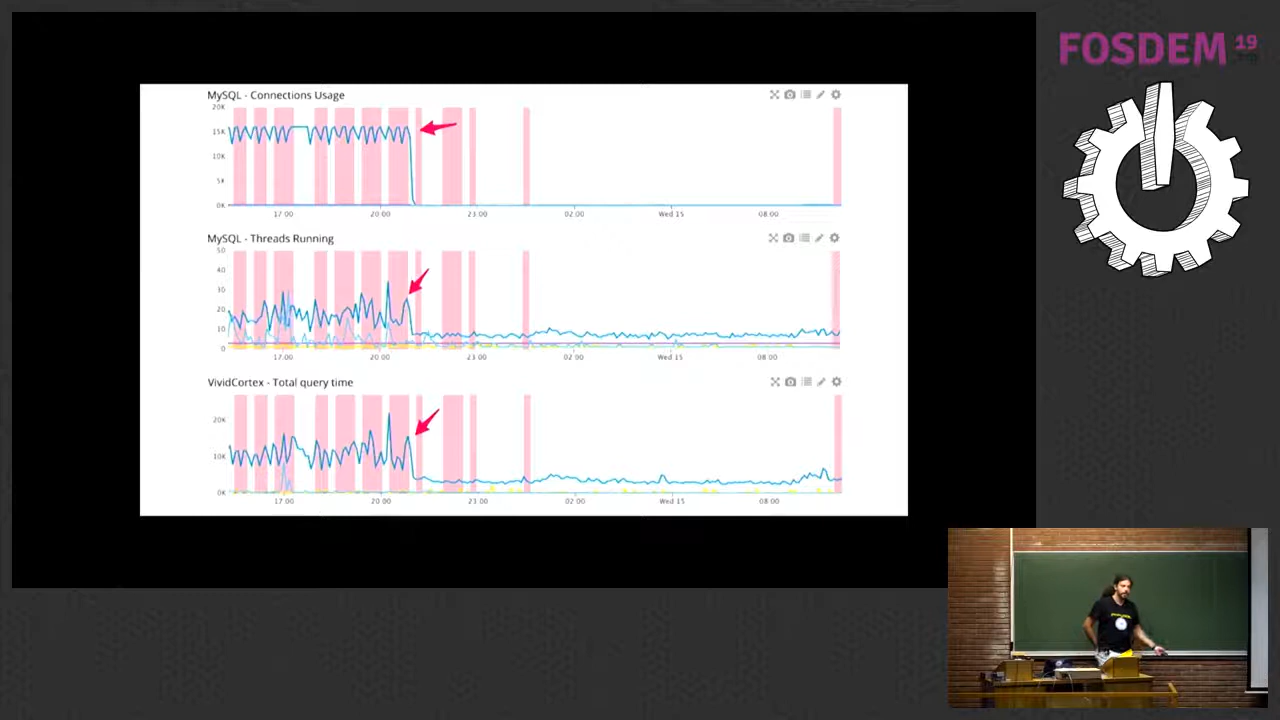 FOSDEM 19
MySQL - Connections Usage
20K
15K
10K
5K
0K
17:00 20:00 23:00 02:00 Wed 15 08:00
MySQL - Threads Running
50
40
30
20
10
0
17:00 20:00 23:00 02:00 Wed 15 08:00
VividCortex - Total query time
20K
10K
0K
17:00 20:00 23:00 02:00 Wed 15 08:00